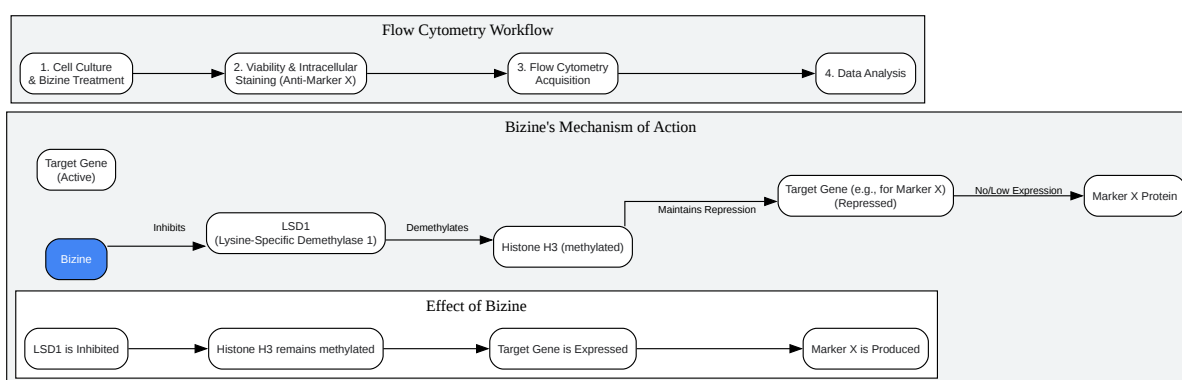 Flow Cytometry Workflow
1. Cell Culture
& Bizine Treatment
2. Viability & Intracellular
Staining (Anti-Marker X)
3. Flow Cytometry
Acquisition
4. Data Analysis
Bizine's Mechanism of Action
Target Gene
(Active)
Bizine
Inhibits
LSD1
(Lysine-Specific Demethylase 1)
Demethylates
Histone H3 (methylated)
Maintains Repression
Target Gene (e.g., for Marker X)
(Repressed)
No/Low Expression
Marker X Protein
Effect of Bizine
LSD1 is Inhibited
Histone H3 remains methylated
Target Gene is Expressed
Marker X is Produced